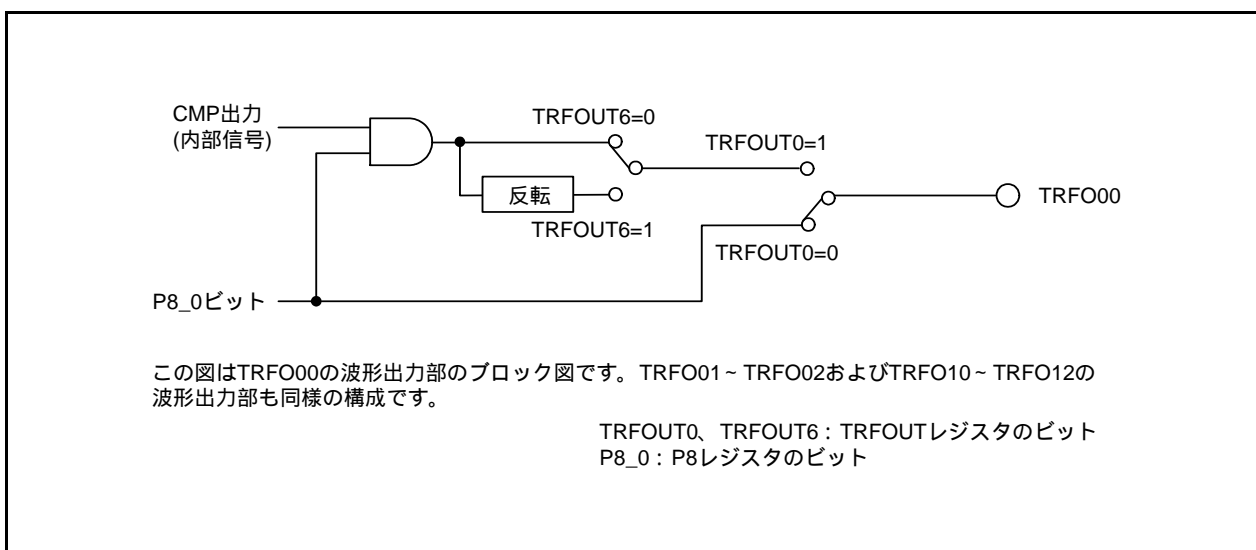 CMP出力
(内部信号)
TRFOUT6=0
TRFOUT0=1
反転
TRFO00
TRFOUT6=1
TRFOUT0=0
P8_0ビット
この図はTRFO00の波形出力部のブロック図です。TRFO01~TRFO02およびTRFO10~TRFO12の
波形出力部も同様の構成です。
TRFOUT0、TRFOUT6:TRFOUTレジスタのビット
P8_0:P8レジスタのビット